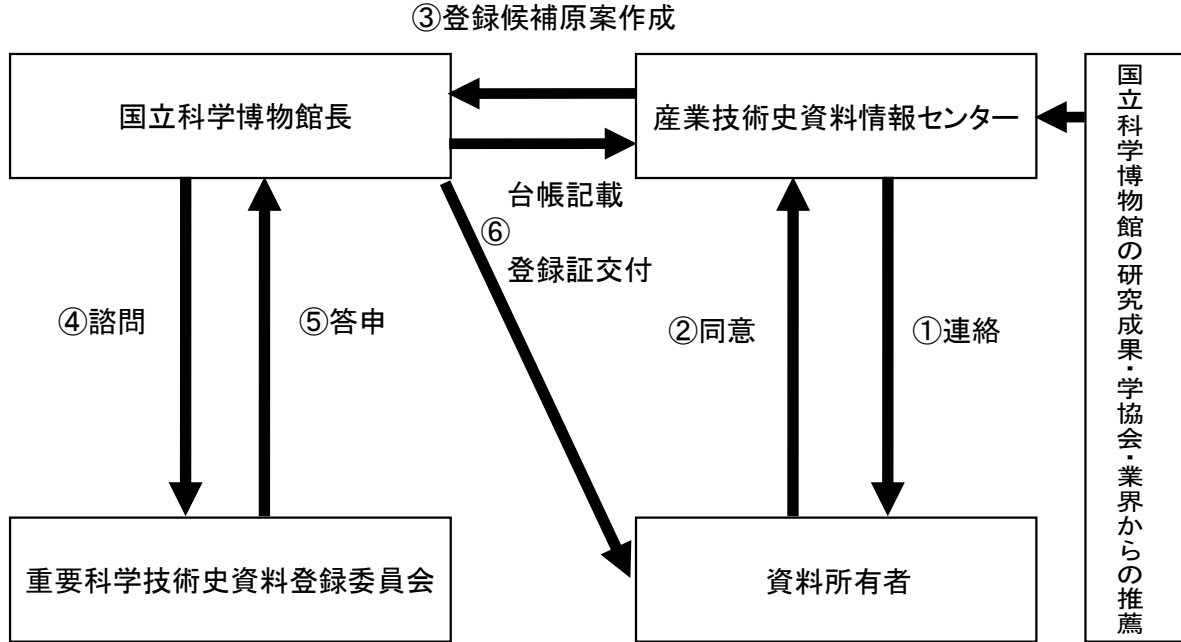 ③登録候補原案作成
国立科学博物館長
産業技術史資料情報センター
国立科学博物館の研究成果・学協会・業界からの推薦
台帳記載
⑥
登録証交付
④諮問
⑤答申
②同意
①連絡
重要科学技術史資料登録委員会
資料所有者